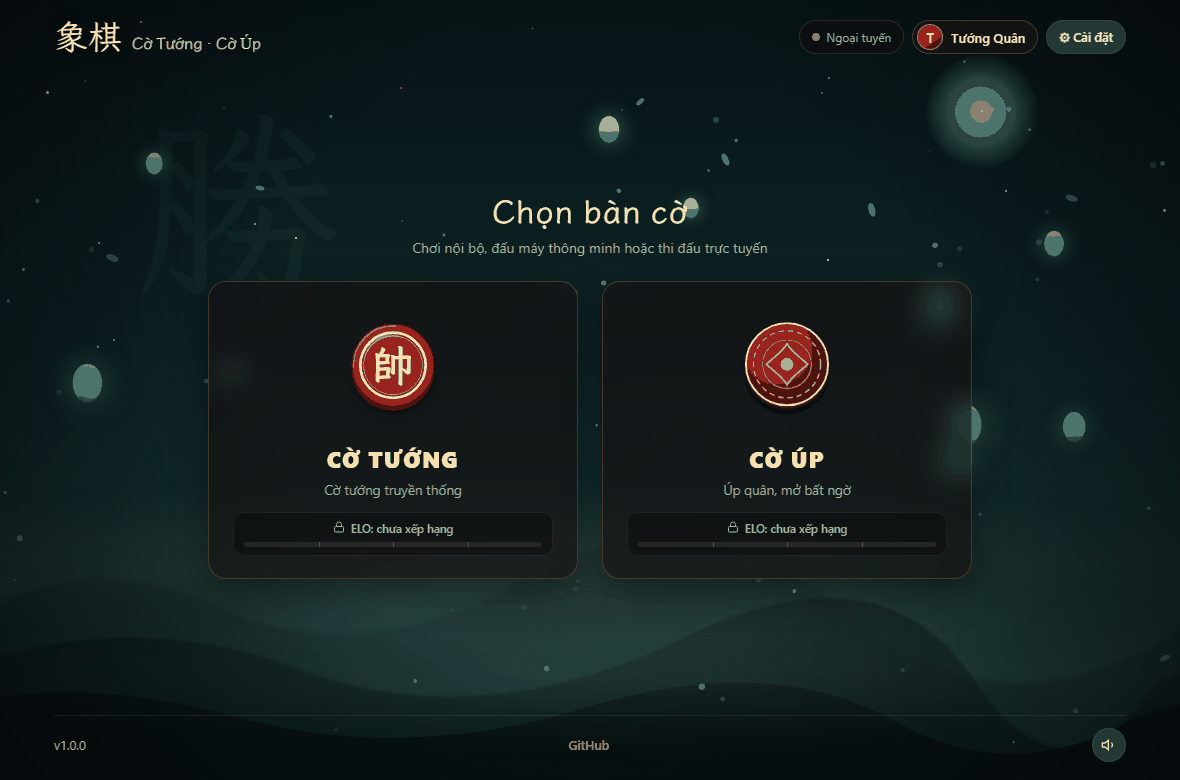 象棋 Cờ Tướng · Cờ Úp
Ngoại tuyến
T Tướng Quân
Cài đặt
勝
Chọn bàn cờ
Chơi nội bộ, đấu máy thông minh hoặc thi đấu trực tuyến
帥
CỜ TƯỚNG
Cờ tướng truyền thống
ELO: chưa xếp hạng
CỜ ÚP
Úp quân, mở bất ngờ
ELO: chưa xếp hạng
v1.0.0
GitHub